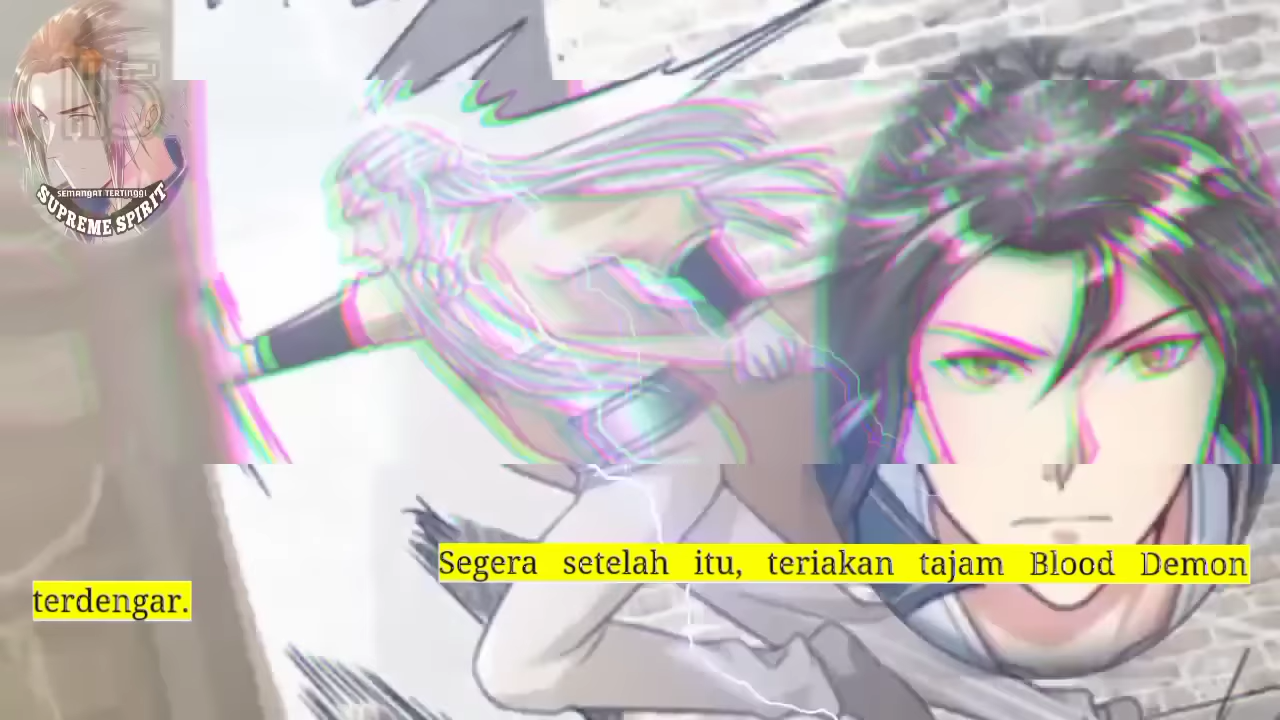 SEMANGAT TERTINGGI
SUPREME SPIRIT
Segera setelah itu, teriakan tajam Blood Demon
terdengar.